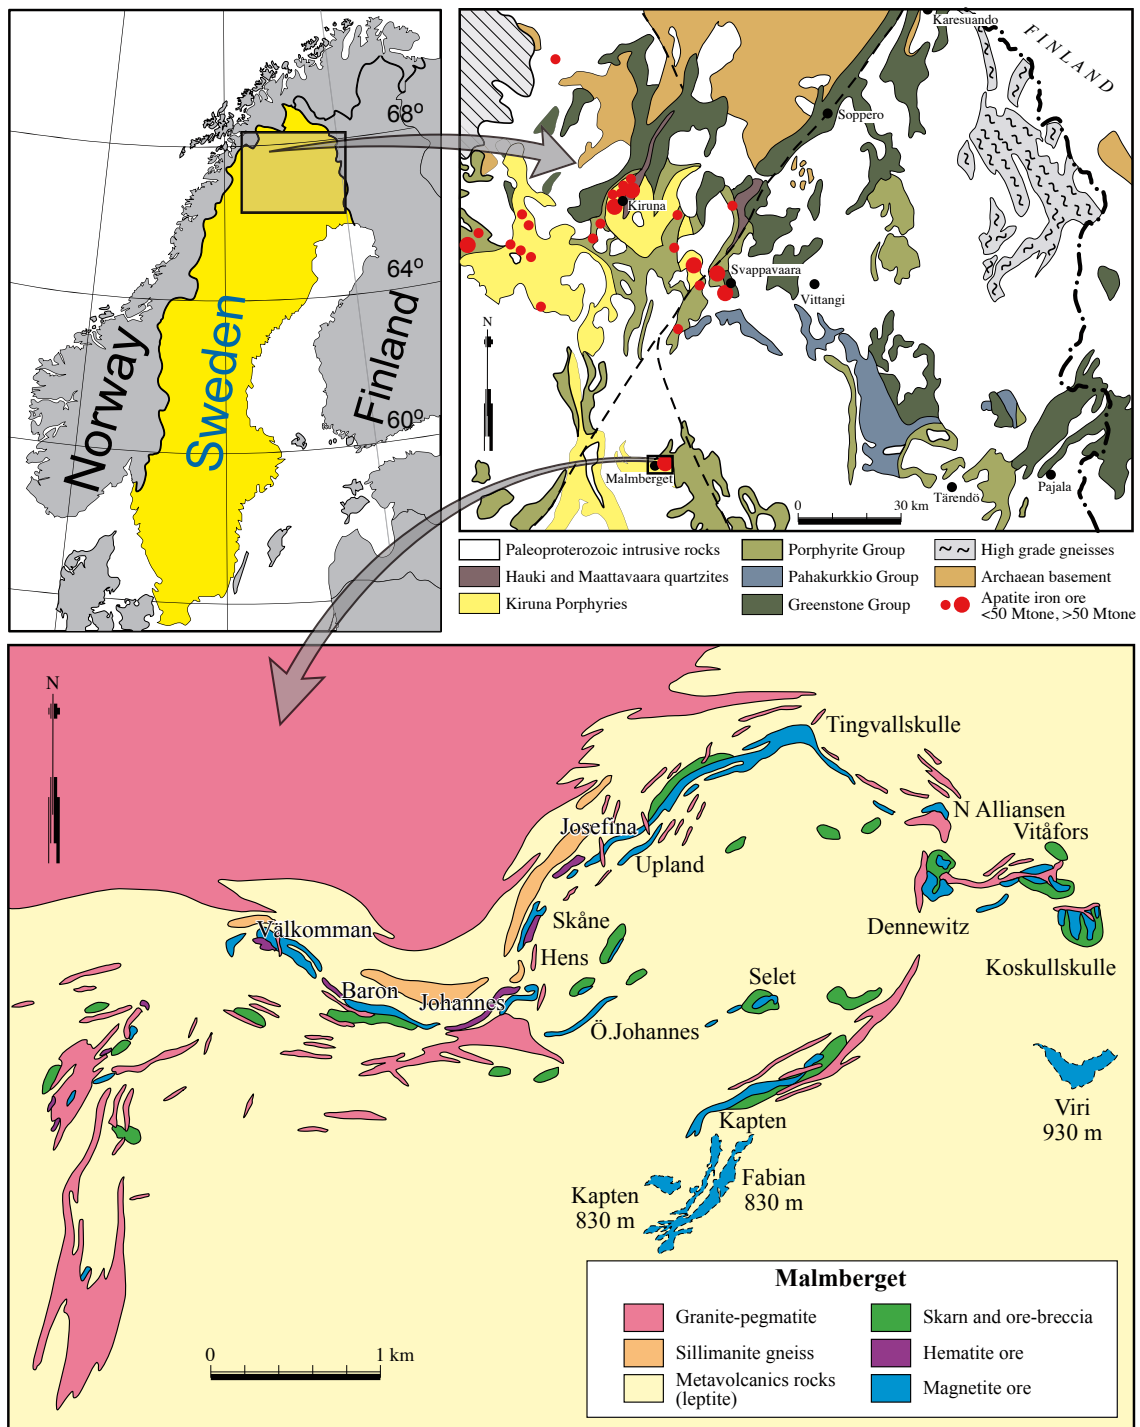 68°
64°
60°
Norway
Sweden
Finland
Karesuando
FINLAND
Soppero
Kiruna
Svappavaara
Vittangi
N
Malmberget
Tärendö
Pajala
0
30 km
Paleoproterozoic intrusive rocks
Hauki and Maattavaara quartzites
Kiruna Porphyries
Porphyrite Group
Pahakurkkio Group
Greenstone Group
High grade gneisses
Archaean basement
Apatite iron ore
<50 Mtone, >50 Mtone
N
Tingvallskulle
N Alliansen
Vitåfors
Josefina
Upland
Skåne
Dennewitz
Välkomman
Hens
Koskullskulle
Baron
Johannes
Selet
Ö.Johannes
Viri
930 m
Kapten
Fabian
830 m
Kapten
830 m
Malmberget
Granite-pegmatite
Sillimanite gneiss
Metavolcanics rocks
(leptite)
Skarn and ore-breccia
Hematite ore
Magnetite ore
0
1 km